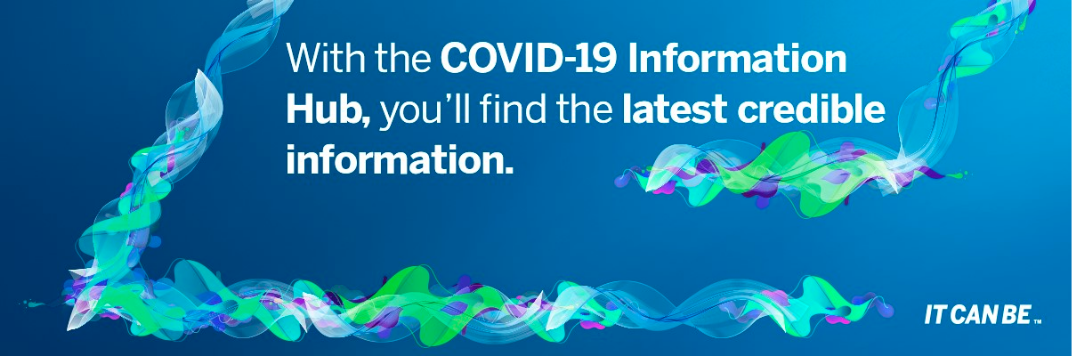 With the COVID-19 Information
Hub, you'll find the latest credible
information.
IT CAN BE™